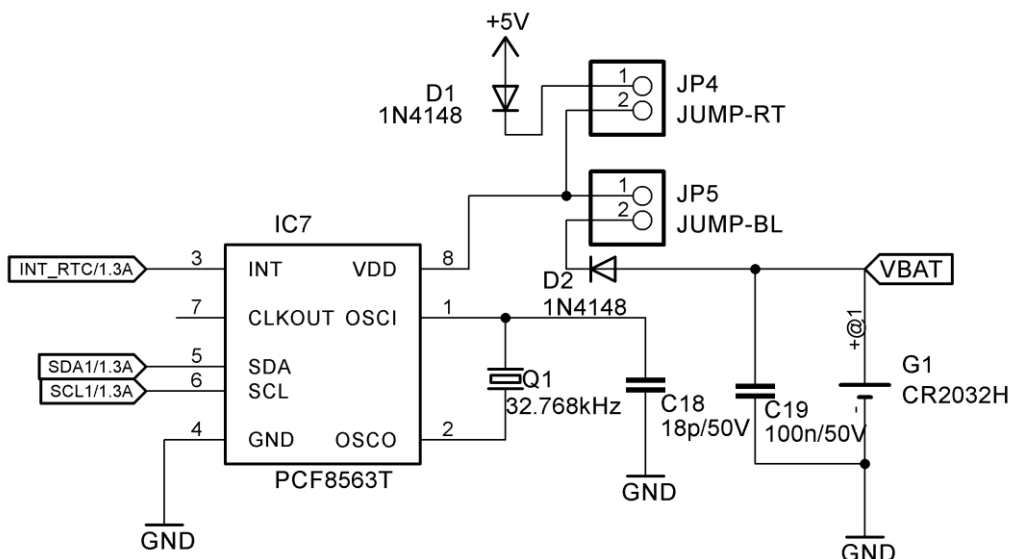 +5V
D1
1N4148
1
2
JP4
JUMP-RT
1
2
JP5
JUMP-BL
IC7
INT_RTC/1.3A
3
INT
VDD
8
D2
1N4148
VBAT
7
CLKOUT
OSCI
1
SDA1/1.3A
5
SDA
SCL1/1.3A
6
SCL
Q1
32.768kHz
4
GND
OSCO
2
PCF8563T
C18
18p/50V
C19
100n/50V
+@1
-
G1
CR2032H
GND
GND
GND